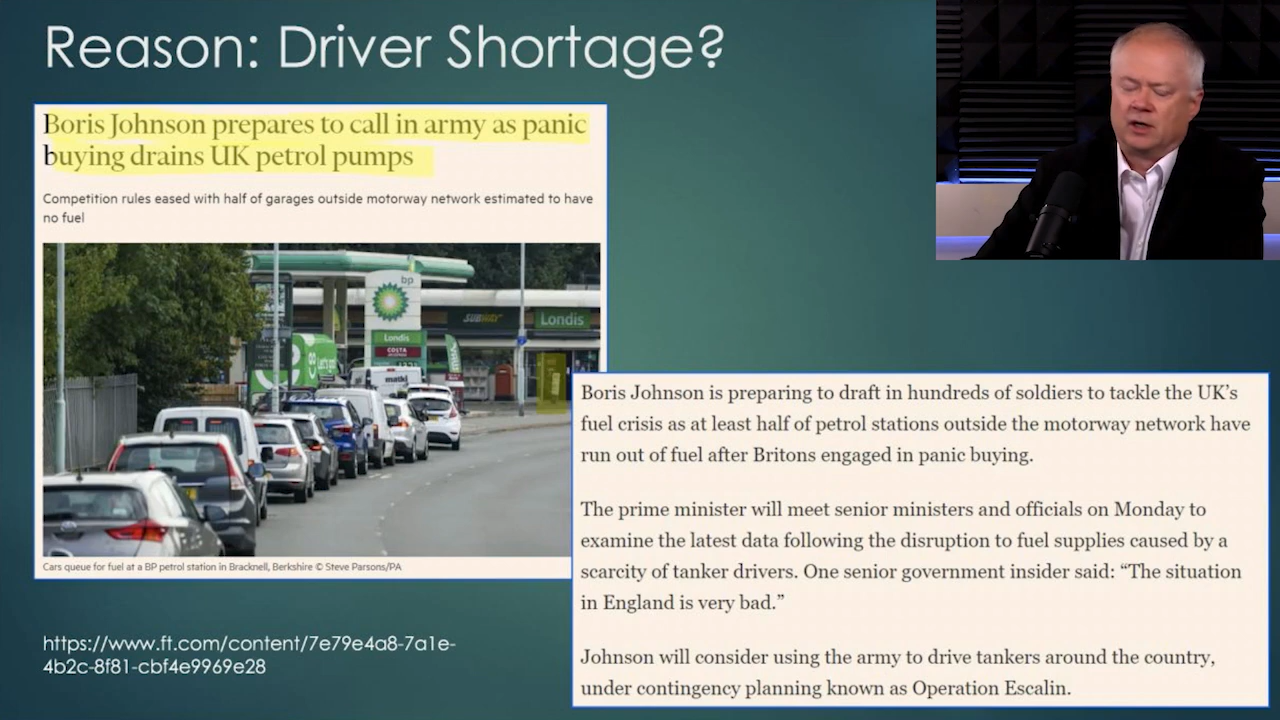 Reason: Driver Shortage?
Boris Johnson prepares to call in army as panic
buying drains UK petrol pumps
Competition rules eased with half of garages outside motorway network estimated to have
no fuel
bp
SUBWAY
Londis
Londis
COSTA
Cars queue for fuel at a BP petrol station in Bracknell, Berkshire © Steve Parsons/PA
Boris Johnson is preparing to draft in hundreds of soldiers to tackle the UK’s
fuel crisis as at least half of petrol stations outside the motorway network have
run out of fuel after Britons engaged in panic buying.
The prime minister will meet senior ministers and officials on Monday to
examine the latest data following the disruption to fuel supplies caused by a
scarcity of tanker drivers. One senior government insider said: “The situation
in England is very bad.”
Johnson will consider using the army to drive tankers around the country,
under contingency planning known as Operation Escalin.
https://www.ft.com/content/7e79e4a8-7a1e-
4b2c-8f81-cbf4e9969e28